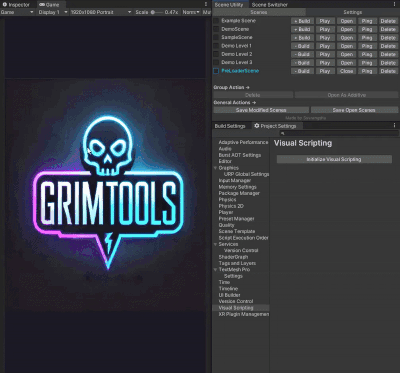 Inspector
Game
Game
Display 1
1920x1080 Portrait
Scale
0.47x
GRIMTOOLS
Scene Utility
Scene Switcher
Scenes
Settings
Example Scene
+ Build
Play
Open
Ping
Delete
DemoScene
+ Build
Play
Open
Ping
Delete
SampleScene
+ Build
Play
Open
Ping
Delete
Demo Level 1
- Build
Play
Open
Ping
Delete
Demo Level 2
- Build
Play
Open
Ping
Delete
Demo Level 3
- Build
Play
Open
Ping
Delete
PreLoaderScene
- Build
Play
Close
Ping
Delete
Group Action
Delete
Open As Additive
General Actions
Save Modified Scenes
Save Open Scenes
Build Settings
Project Settings
Adaptive Performance
Audio
Burst AOT Settings
Editor
Graphics
URP Global Settings
Input Manager
Memory Settings
Package Manager
Physics
Physics 2D
Player
Preset Manager
Quality
Scene Template
Script Execution Order
Services
Version Control
ShaderGraph
Tags and Layers
TextMesh Pro
Settings
Time
Timeline
UI Builder
Version Control
Visual Scripting
XR Plugin Managemen
Visual Scripting
Initialize Visual Scripting